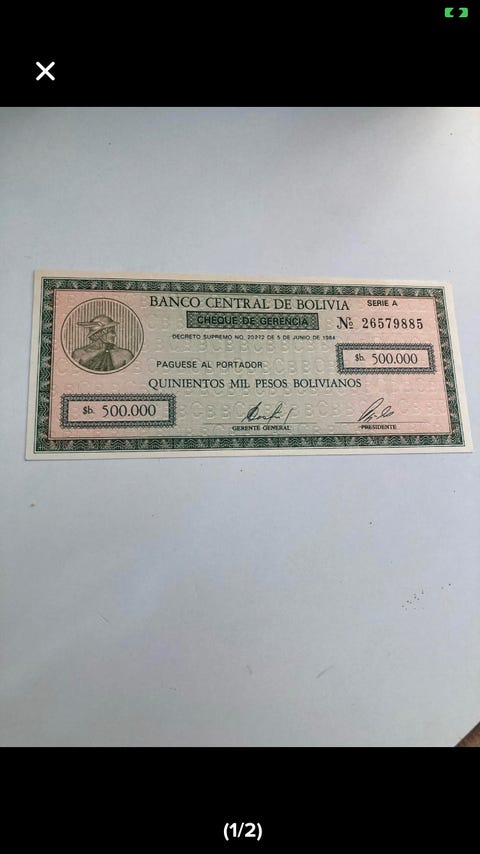 BANCO CENTRAL DE BOLIVIA
SERIE A
CHEQUE DE GERENCIA
Nº 26579885
DECRETO SUPREMO NO. 20272 DE 5 DE JUNIO DE 1984
$b. 500.000
PAGUESE AL PORTADOR
QUINIENTOS MIL PESOS BOLIVIANOS
$b. 500.000
GERENTE GENERAL
PRESIDENTE
(1/2)